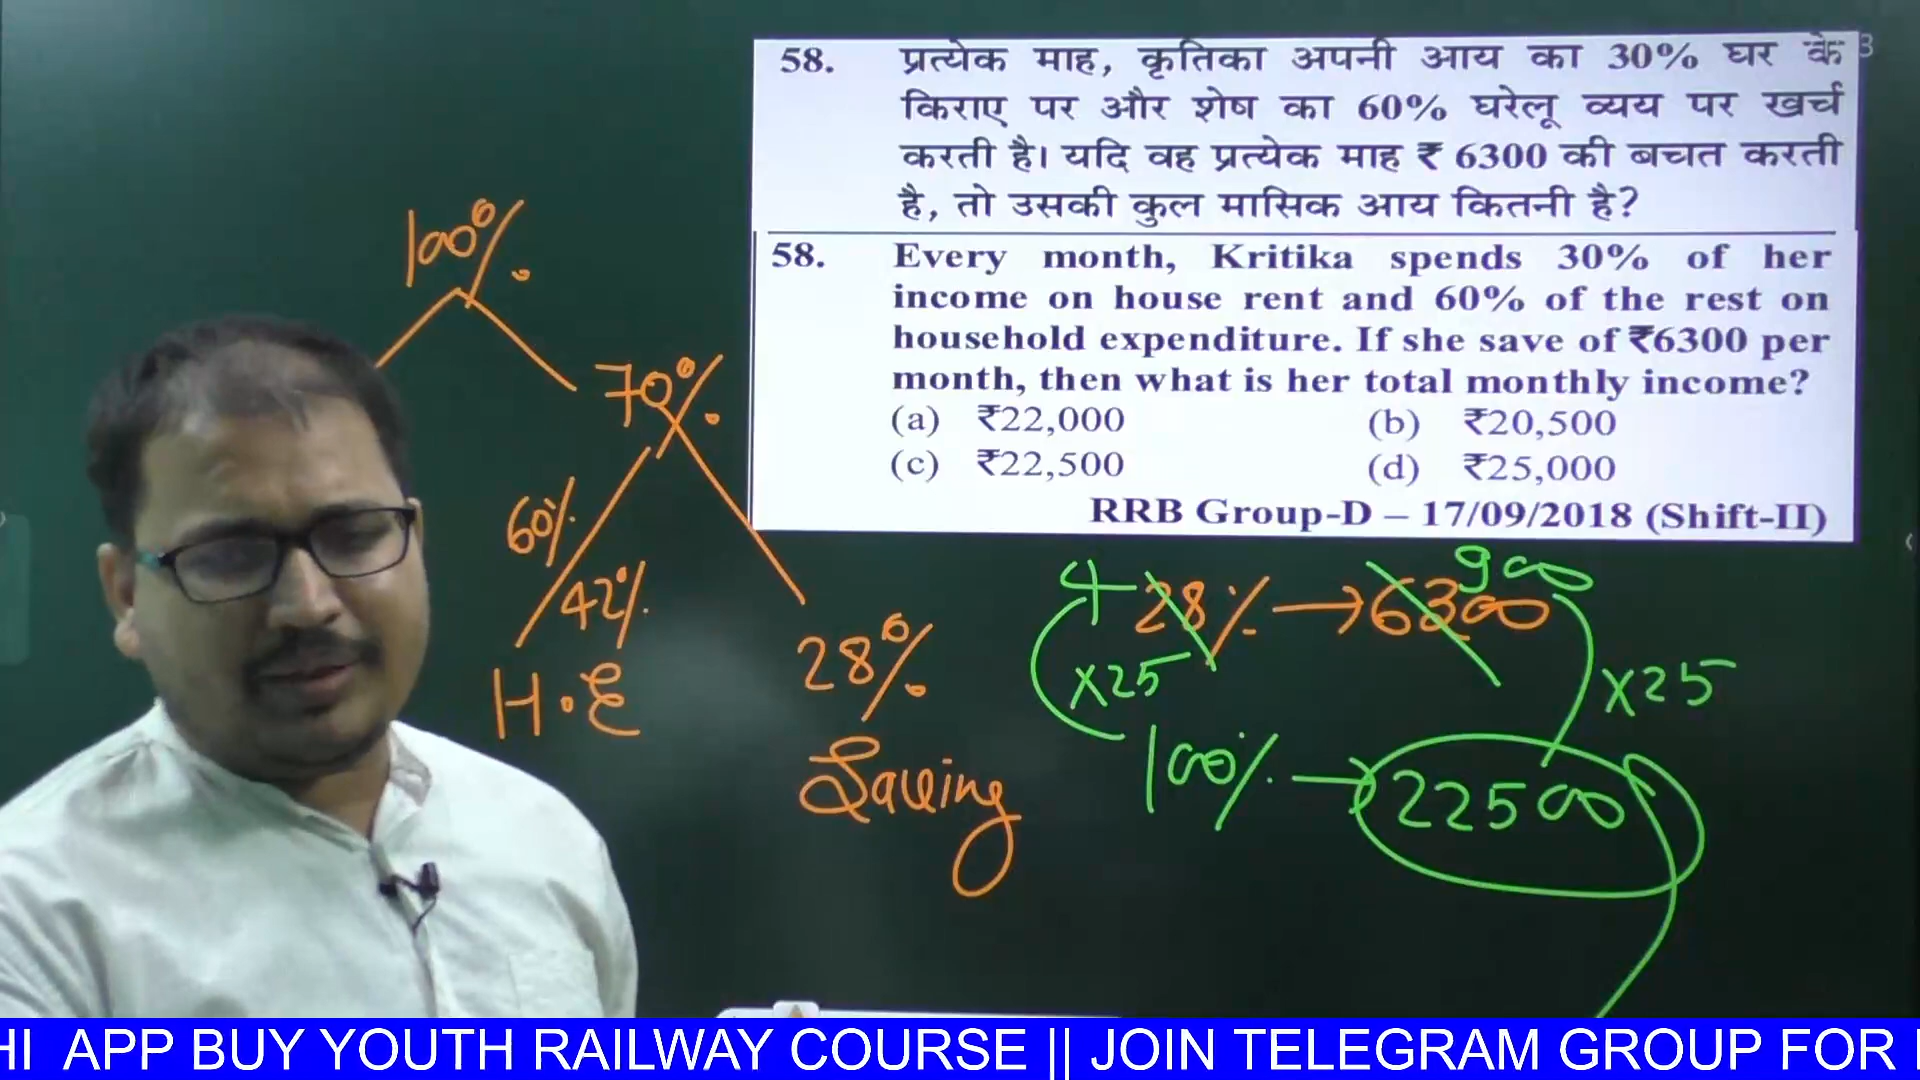 58. प्रत्येक माह, कृतिका अपनी आय का 30% घर के
किराए पर और शेष का 60% घरेलू व्यय पर खर्च
करती है। यदि वह प्रत्येक माह ₹ 6300 की बचत करती
है, तो उसकी कुल मासिक आय कितनी है?
58. Every month, Kritika spends 30% of her
income on house rent and 60% of the rest on
household expenditure. If she save of ₹6300 per
month, then what is her total monthly income?
(a) ₹22,000 (b) ₹20,500
(c) ₹22,500 (d) ₹25,000
RRB Group-D – 17/09/2018 (Shift-II)
100%
70%
60%
42%
H.E
28%
Saving
4 28% → 6300 900
×25 ×25
100% → 22500
HI APP BUY YOUTH RAILWAY COURSE || JOIN TELEGRAM GROUP FOR